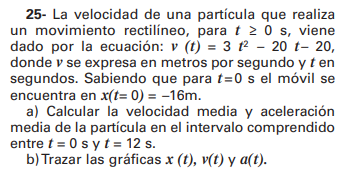 25- La velocidad de una partícula que realiza
un movimiento rectilíneo, para t ≥ 0 s, viene
dado por la ecuación: v (t) = 3 t² – 20 t– 20,
donde v se expresa en metros por segundo y t en
segundos. Sabiendo que para t=0 s el móvil se
encuentra en x(t= 0) = –16m.
a) Calcular la velocidad media y aceleración
media de la partícula en el intervalo comprendido
entre t = 0 s y t = 12 s.
b) Trazar las gráficas x (t), v(t) y a(t).